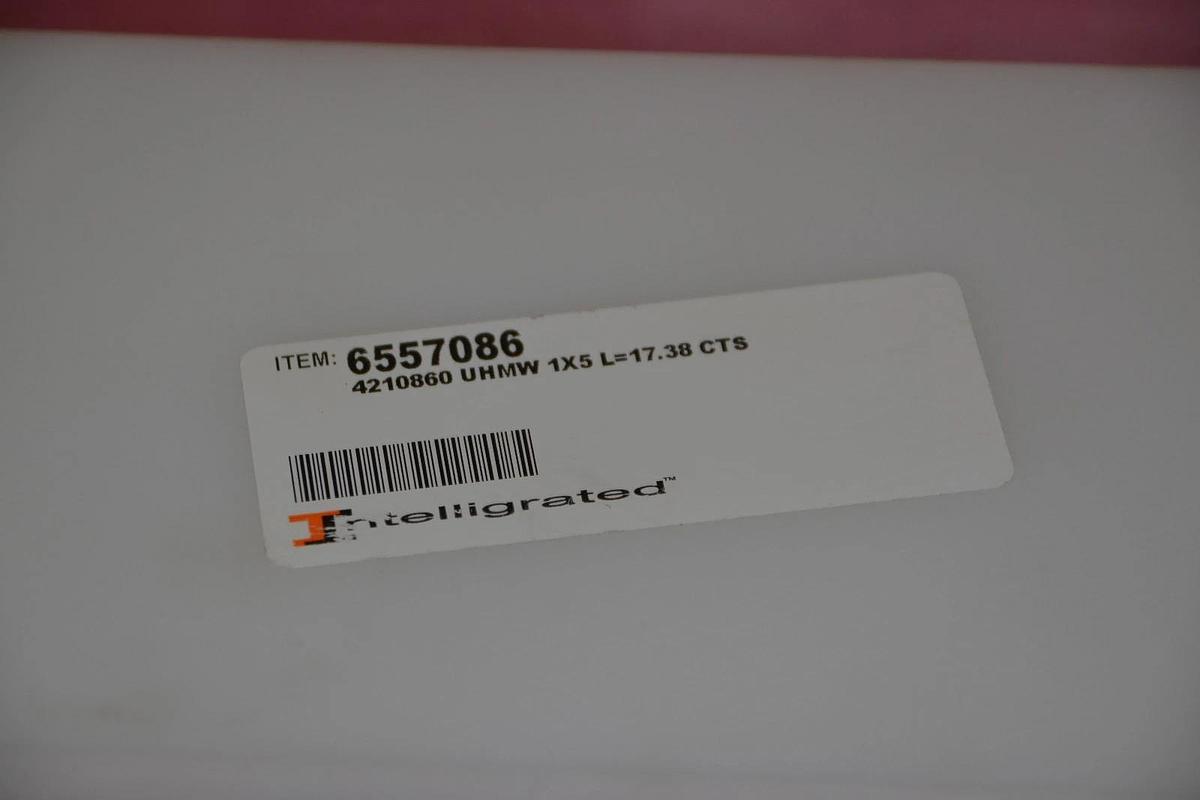 ITEM: 6557086
4210860 UHMW 1X5 L=17.38 CTS
Intelligrated™